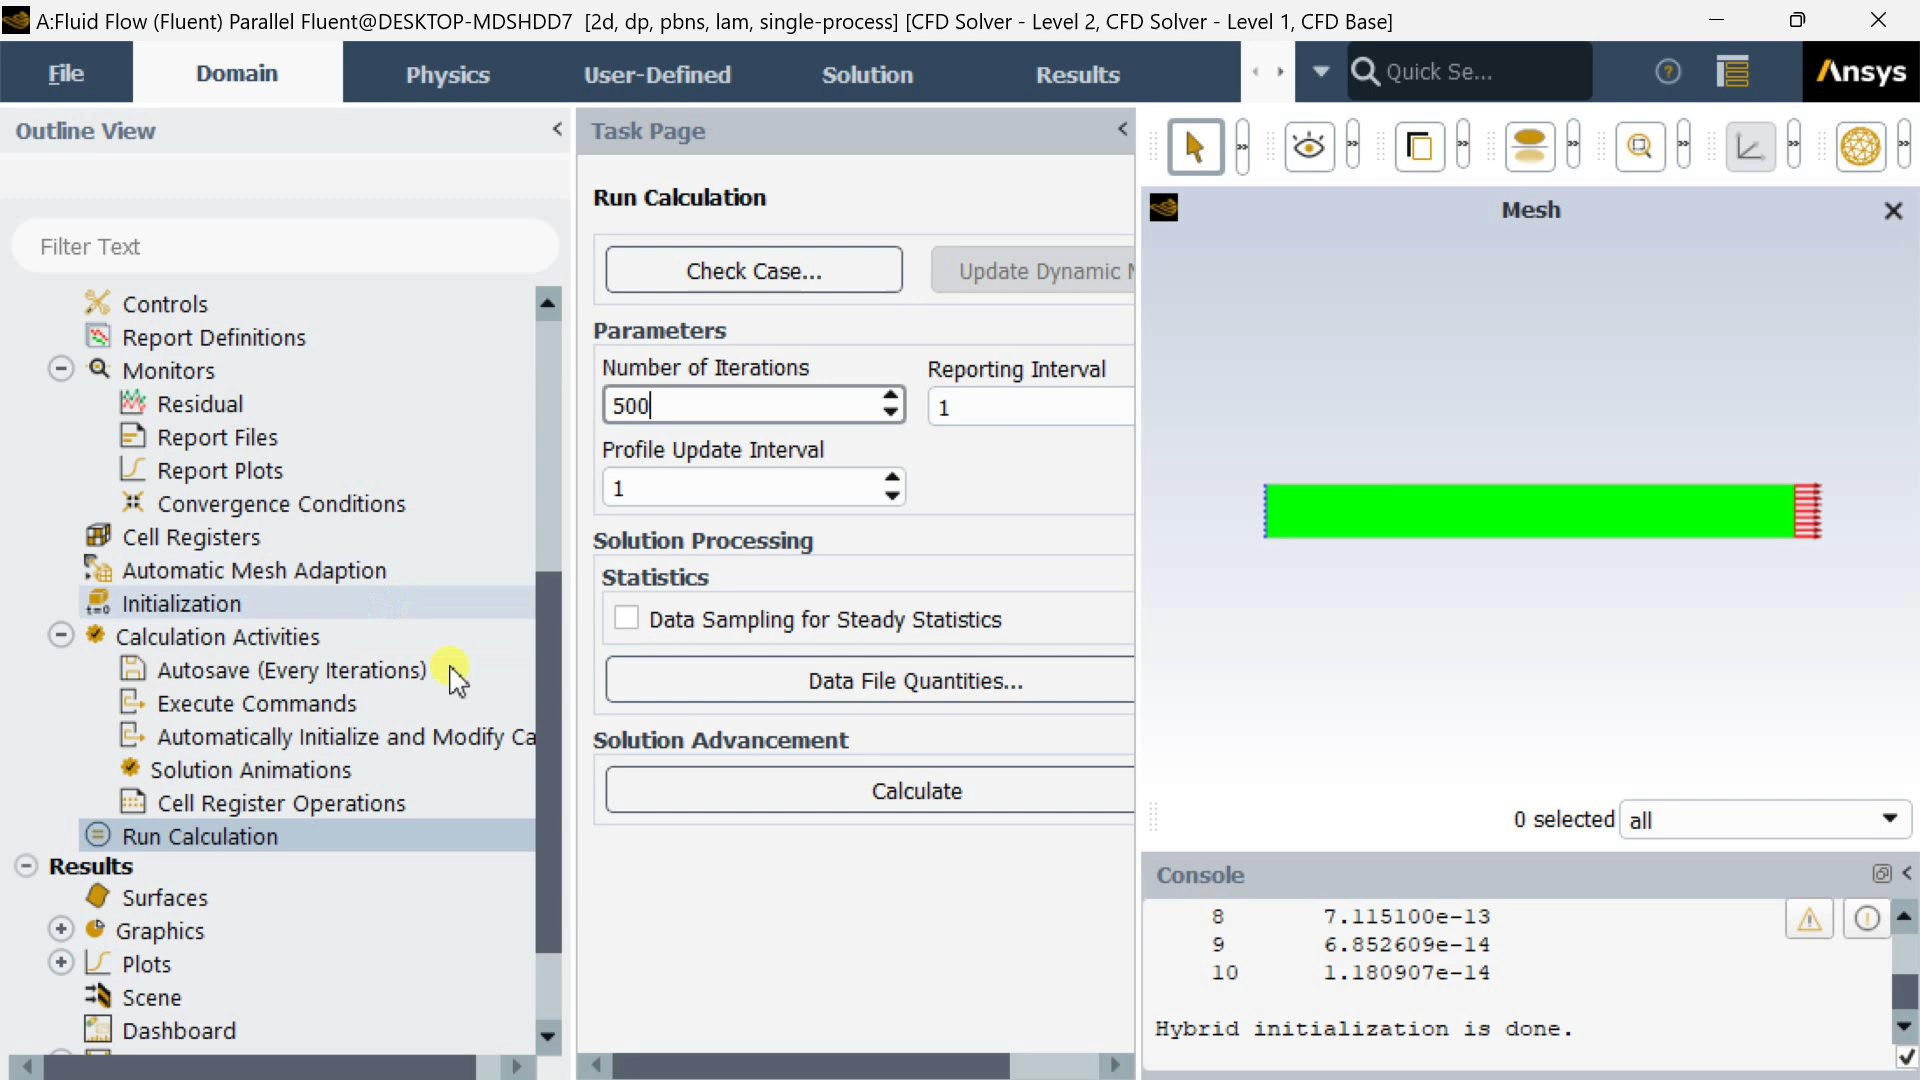 A:Fluid Flow (Fluent) Parallel Fluent@DESKTOP-MDSHDD7 [2d, dp, pbns, lam, single-process] [CFD Solver - Level 2, CFD Solver - Level 1, CFD Base]
File
Domain
Physics
User-Defined
Solution
Results
Quick Se...
Ansys
Outline View
Filter Text
Controls
Report Definitions
Monitors
Residual
Report Files
Report Plots
Convergence Conditions
Cell Registers
Automatic Mesh Adaption
t=0 Initialization
Calculation Activities
Autosave (Every Iterations)
Execute Commands
Automatically Initialize and Modify Ca
Solution Animations
Cell Register Operations
Run Calculation
Results
Surfaces
Graphics
Plots
Scene
Dashboard
Task Page
Run Calculation
Check Case...
Update Dynamic
Parameters
Number of Iterations
Reporting Interval
500
1
Profile Update Interval
1
Solution Processing
Statistics
Data Sampling for Steady Statistics
Data File Quantities...
Solution Advancement
Calculate
Mesh
0 selected all
Console
8 7.115100e-13
9 6.852609e-14
10 1.180907e-14
Hybrid initialization is done.